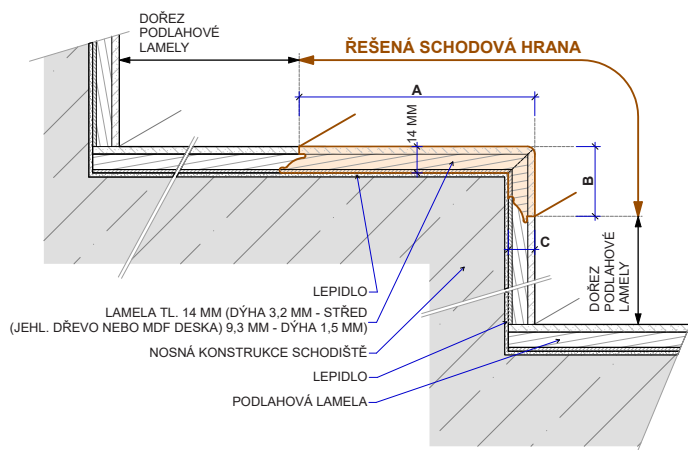 DOŘEZ
PODLAHOVÉ
LAMELY
ŘEŠENÁ SCHODOVÁ HRANA
A
14 MM
B
C
DOŘEZ
PODLAHOVÉ
LAMELY
LEPIDLO
LAMELA TL. 14 MM (DÝHA 3,2 MM - STŘED
(JEHL. DŘEVO NEBO MDF DESKA) 9,3 MM - DÝHA 1,5 MM)
NOSNÁ KONSTRUKCE SCHODIŠTĚ
LEPIDLO
PODLAHOVÁ LAMELA